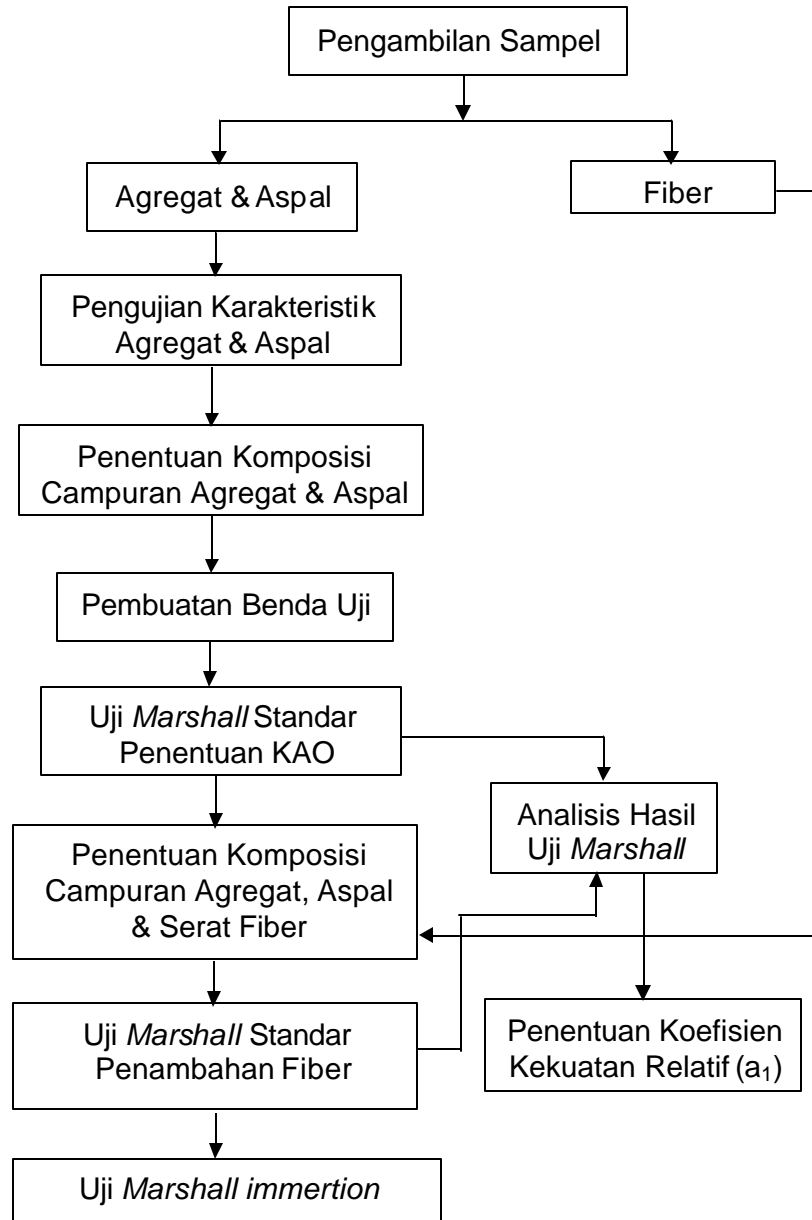 Pengambilan Sampel
Agregat & Aspal
Fiber
Pengujian Karakteristik
Agregat & Aspal
Penentuan Komposisi
Campuran Agregat & Aspal
Pembuatan Benda Uji
Uji Marshall Standar
Penentuan KAO
Analisis Hasil
Uji Marshall
Penentuan Komposisi
Campuran Agregat, Aspal
& Serat Fiber
Uji Marshall Standar
Penambahan Fiber
Penentuan Koefisien
Kekuatan Relatif (a₁)
Uji Marshall immertion